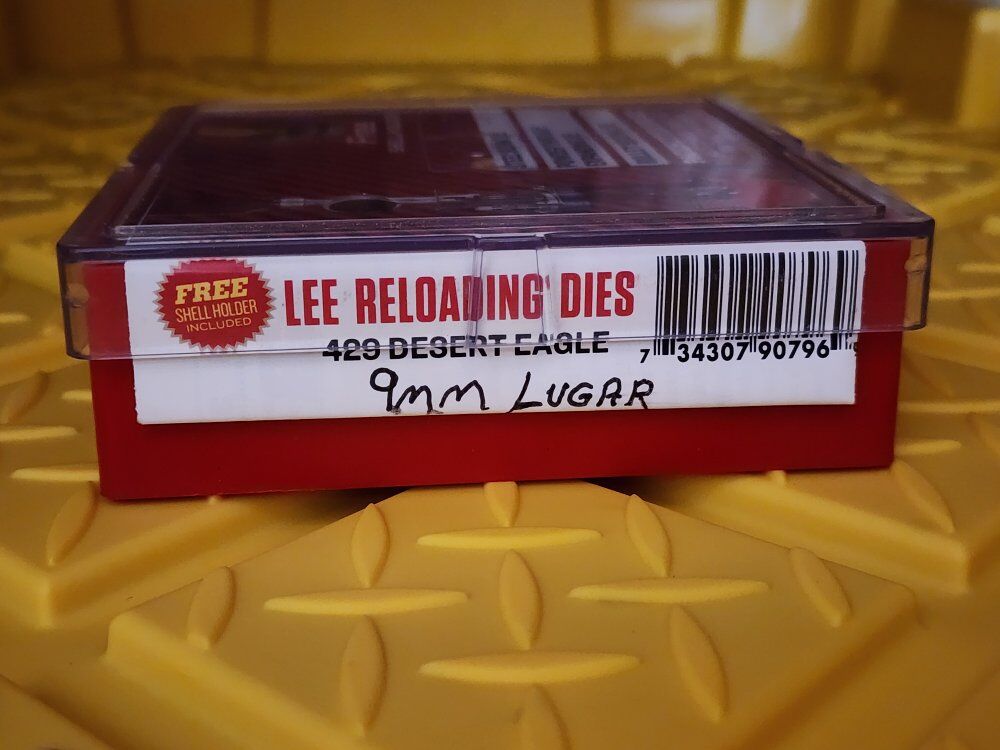 FREE
SHELL HOLDER
INCLUDED
LEE RELOADING DIES
429 DESERT EAGLE
9mm LUGAR
7 34307 90796